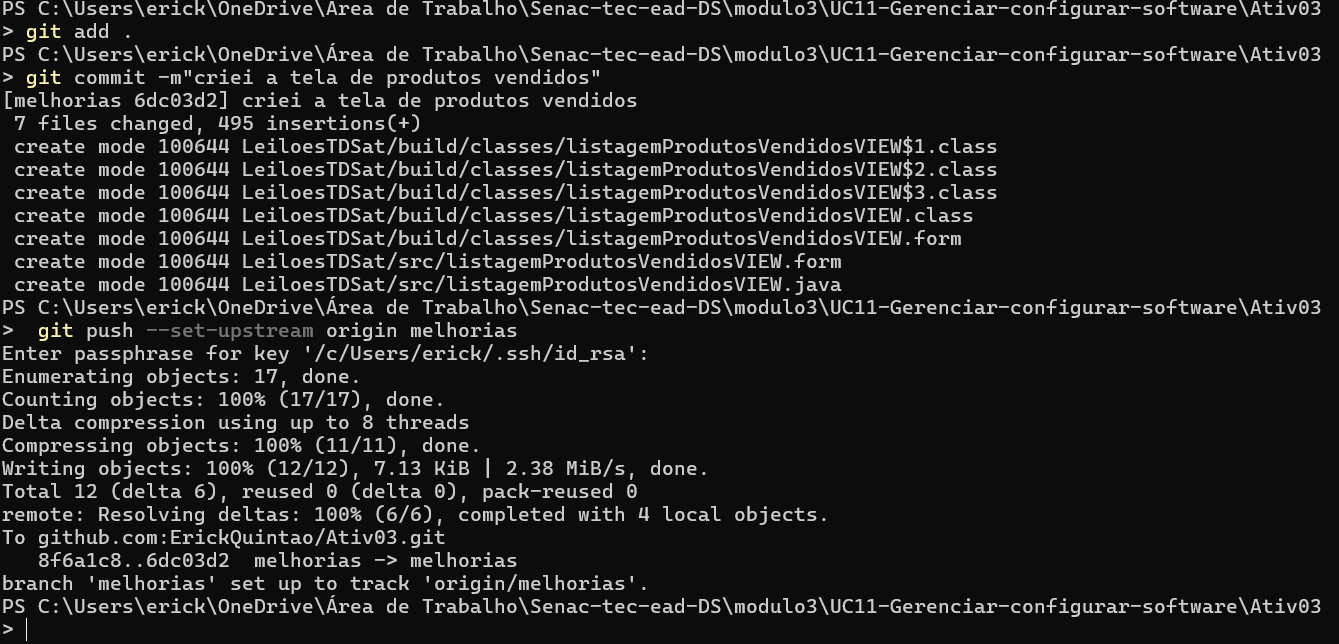 PS C:\Users\erick\OneDrive\Área de Trabalho\Senac-tec-ead-DS\modulo3\UC11-Gerenciar-configurar-software\Ativ03
> git add .
PS C:\Users\erick\OneDrive\Área de Trabalho\Senac-tec-ead-DS\modulo3\UC11-Gerenciar-configurar-software\Ativ03
> git commit -m"criei a tela de produtos vendidos"
[melhorias 6dc03d2] criei a tela de produtos vendidos
 7 files changed, 495 insertions(+)
 create mode 100644 LeiloesTDSat/build/classes/listagemProdutosVendidosVIEW$1.class
 create mode 100644 LeiloesTDSat/build/classes/listagemProdutosVendidosVIEW$2.class
 create mode 100644 LeiloesTDSat/build/classes/listagemProdutosVendidosVIEW$3.class
 create mode 100644 LeiloesTDSat/build/classes/listagemProdutosVendidosVIEW.class
 create mode 100644 LeiloesTDSat/build/classes/listagemProdutosVendidosVIEW.form
 create mode 100644 LeiloesTDSat/src/listagemProdutosVendidosVIEW.form
 create mode 100644 LeiloesTDSat/src/listagemProdutosVendidosVIEW.java
PS C:\Users\erick\OneDrive\Área de Trabalho\Senac-tec-ead-DS\modulo3\UC11-Gerenciar-configurar-software\Ativ03
>  git push --set-upstream origin melhorias
Enter passphrase for key '/c/Users/erick/.ssh/id_rsa':
Enumerating objects: 17, done.
Counting objects: 100% (17/17), done.
Delta compression using up to 8 threads
Compressing objects: 100% (11/11), done.
Writing objects: 100% (12/12), 7.13 KiB | 2.38 MiB/s, done.
Total 12 (delta 6), reused 0 (delta 0), pack-reused 0
remote: Resolving deltas: 100% (6/6), completed with 4 local objects.
To github.com:ErickQuintao/Ativ03.git
   8f6a1c8..6dc03d2  melhorias -> melhorias
branch 'melhorias' set up to track 'origin/melhorias'.
PS C:\Users\erick\OneDrive\Área de Trabalho\Senac-tec-ead-DS\modulo3\UC11-Gerenciar-configurar-software\Ativ03
>